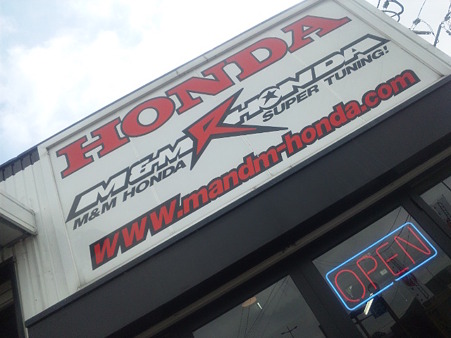 HONDA
M&M R HONDA
M&M HONDA SUPER TUNING!
www.mandm-honda.com
OPEN